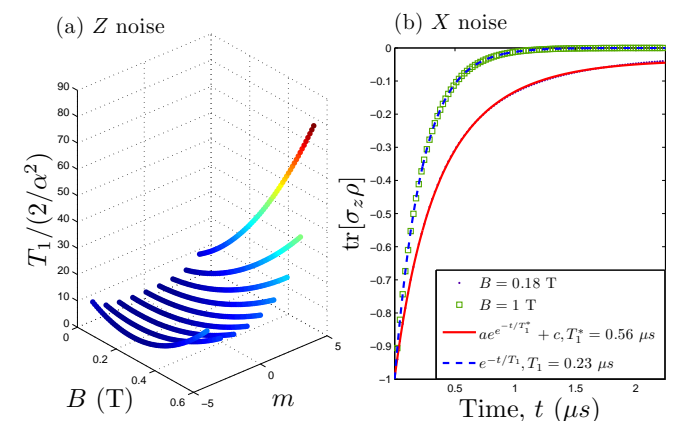 (a) Z noise
90
80
70
60
50
40
30
20
10
0
T₁/(2/α²)
0
0.2
0.4
0.6
B (T)
−5
0
5
m
(b) X noise
0
−0.1
−0.2
−0.3
−0.4
−0.5
−0.6
−0.7
−0.8
−0.9
−1
tr[σ_zρ]
B = 0.18 T
B = 1 T
ae^{e^{−t/T₁*}} + c, T₁* = 0.56 μs
e^{−t/T₁}, T₁ = 0.23 μs
0.5
1
1.5
2
Time, t (μs)